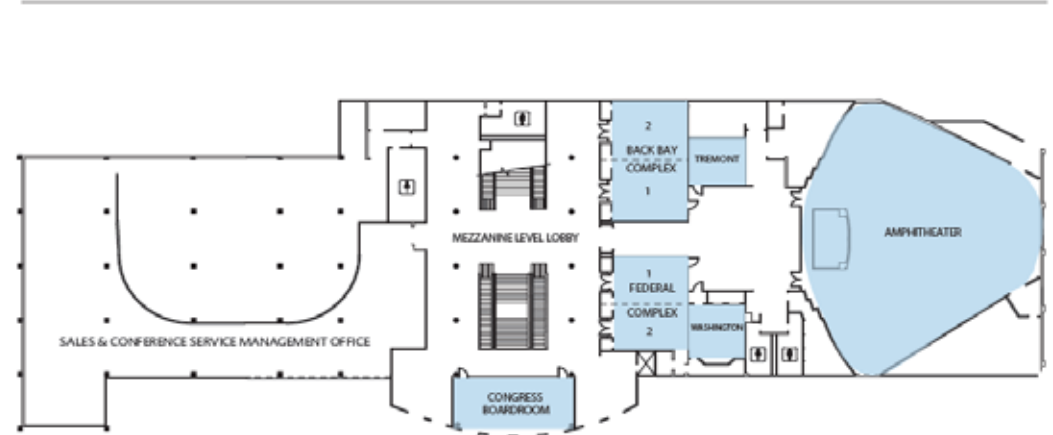 2
BACK BAY
COMPLEX
1
TREMONT
AMPHITHEATER
MEZZANINE LEVEL LOBBY
1
FEDERAL
COMPLEX
2
WASHINGTON
SALES & CONFERENCE SERVICE MANAGEMENT OFFICE
CONGRESS
BOARDROOM